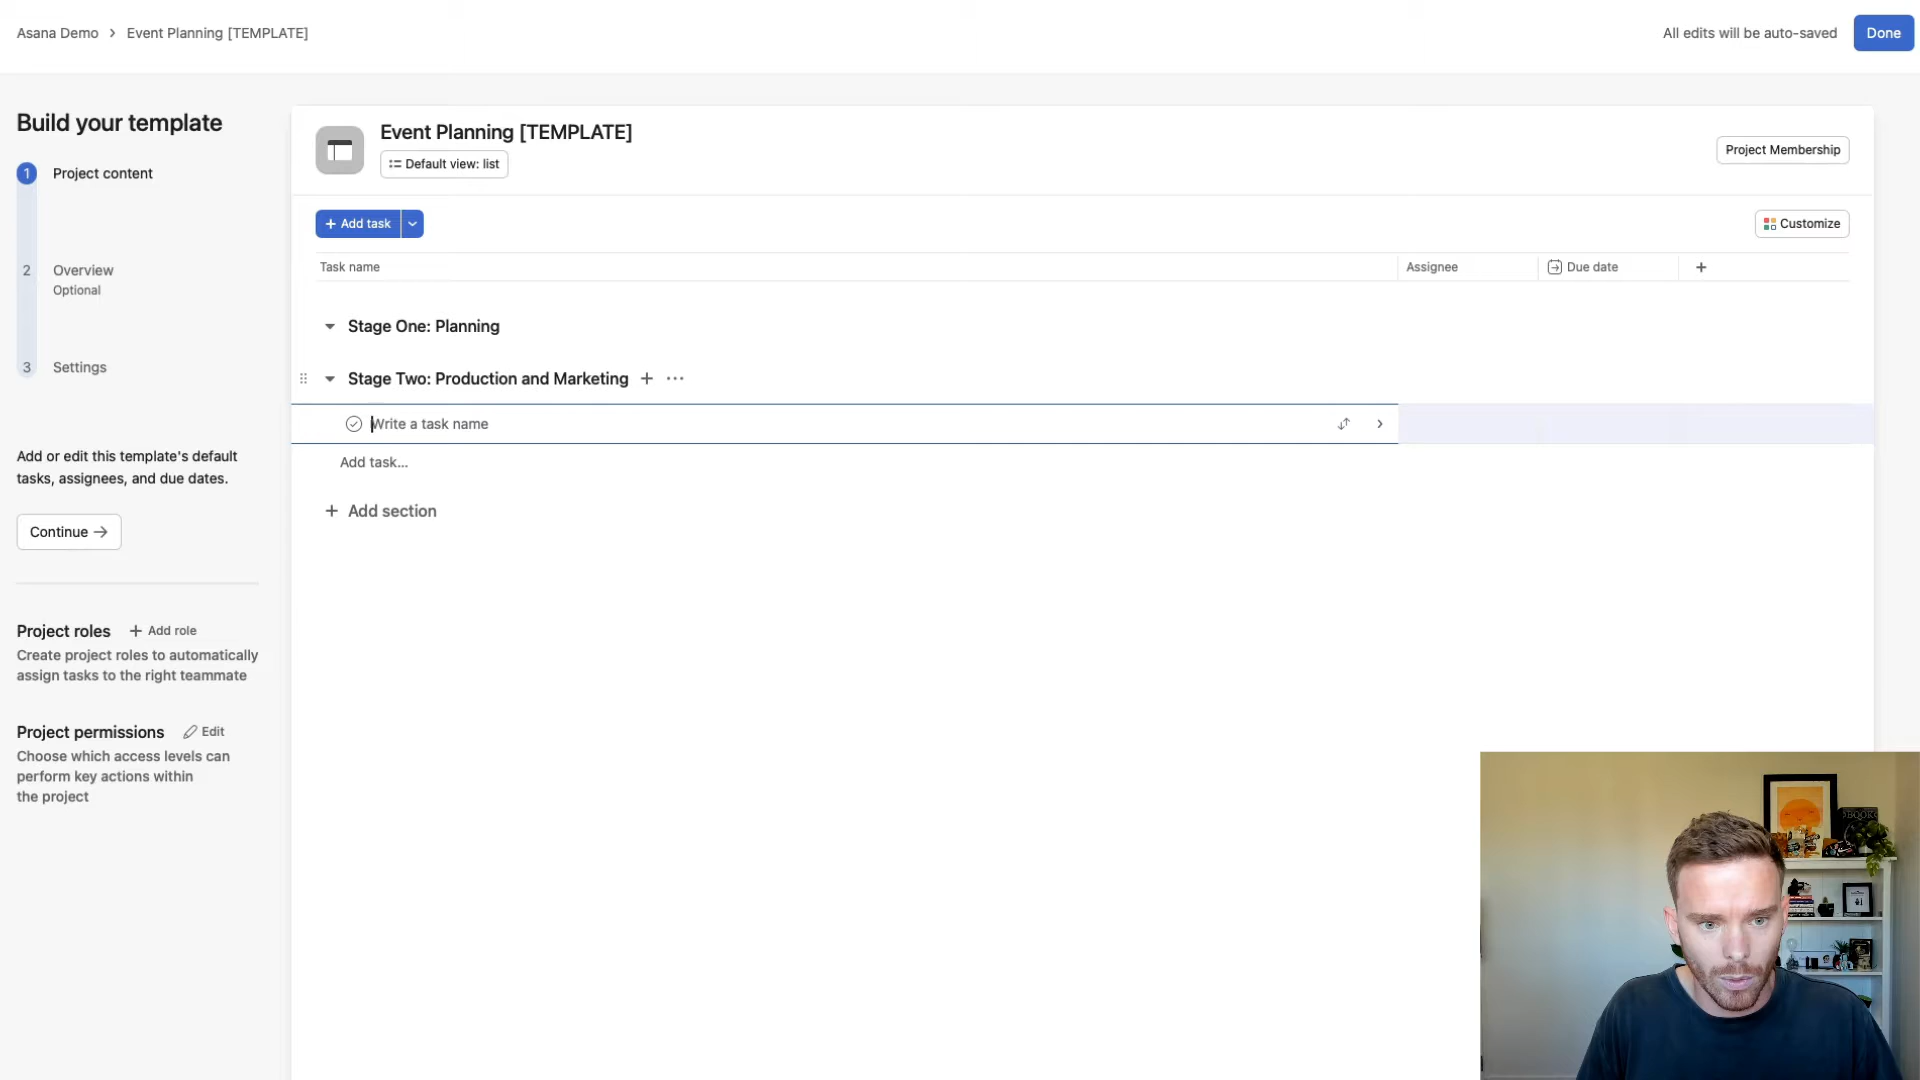 Asana Demo > Event Planning [TEMPLATE]
All edits will be auto-saved
Done
Build your template
1 Project content
2 Overview
Optional
3 Settings
Add or edit this template's default
tasks, assignees, and due dates.
Continue →
Project roles + Add role
Create project roles to automatically
assign tasks to the right teammate
Project permissions Edit
Choose which access levels can
perform key actions within
the project
Event Planning [TEMPLATE]
Default view: list
Project Membership
+ Add task
Customize
Task name Assignee Due date +
Stage One: Planning
Stage Two: Production and Marketing + ...
Write a task name
Add task...
+ Add section